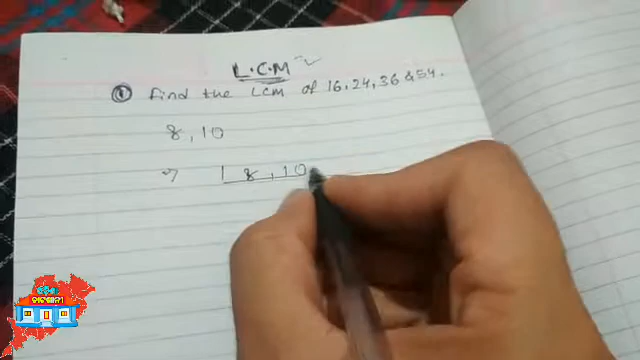 L.C.M
① Find the LCM of 16, 24, 36 & 54.
8, 10
⇒ | 8, 10